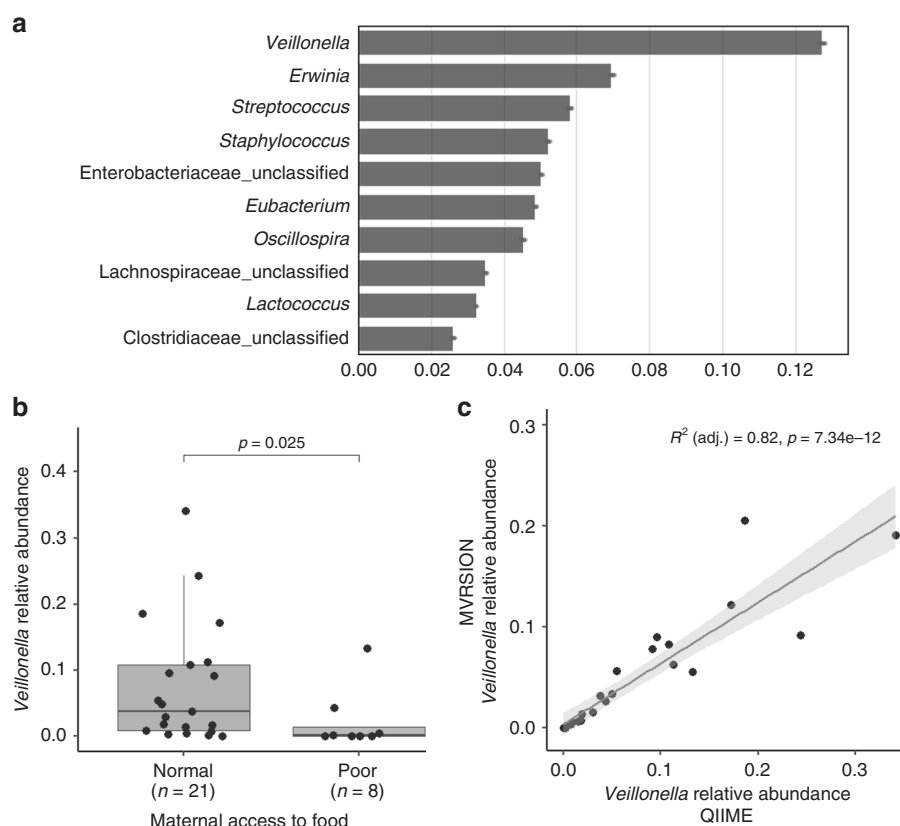 a
Veillonella
Erwinia
Streptococcus
Staphylococcus
Enterobacteriaceae_unclassified
Eubacterium
Oscillospira
Lachnospiraceae_unclassified
Lactococcus
Clostridiaceae_unclassified
0.00 0.02 0.04 0.06 0.08 0.10 0.12
b
p = 0.025
Veillonella relative abundance
0.4
0.3
0.2
0.1
0.0
Normal
(n = 21)
Poor
(n = 8)
Maternal access to food
c
R² (adj.) = 0.82, p = 7.34e–12
MVRSION
Veillonella relative abundance
0.3
0.2
0.1
0.0
0.0 0.1 0.2 0.3
Veillonella relative abundance
QIIME